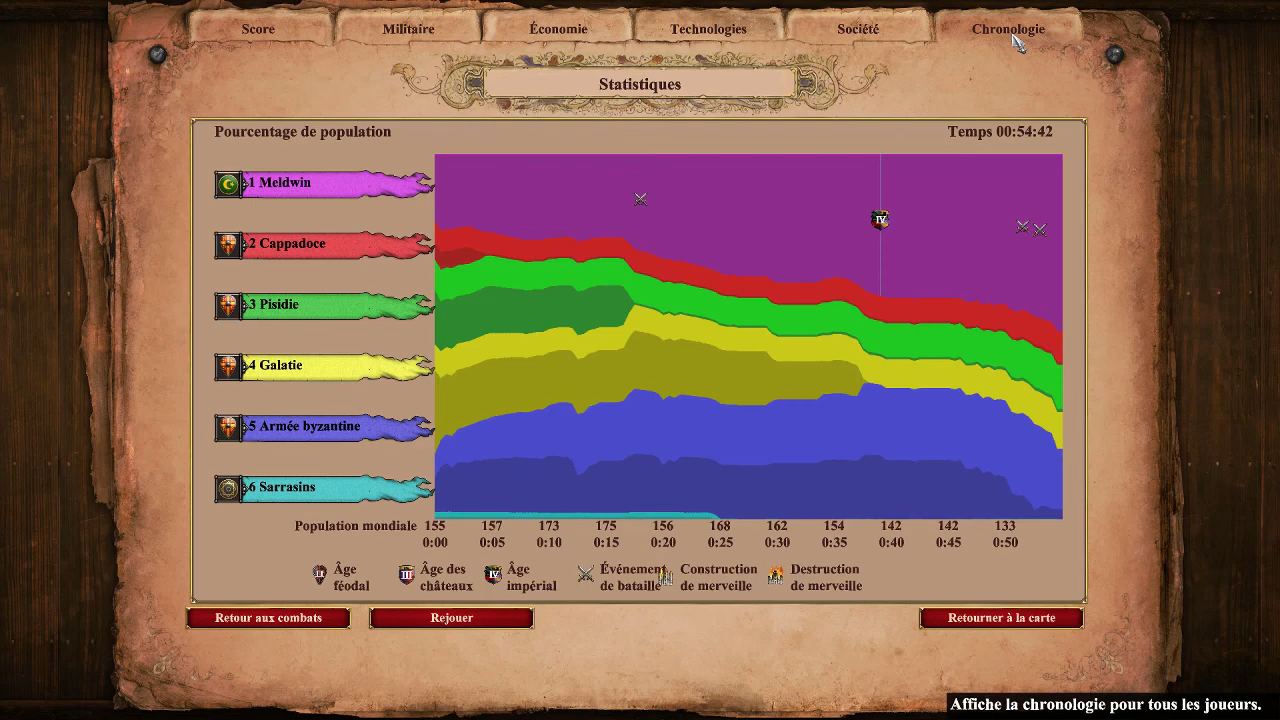 Score Militaire Économie Technologies Société Chronologie
Statistiques
Pourcentage de population Temps 00:54:42
1 Meldwin
2 Cappadoce
3 Pisidie
4 Galatie
5 Armée byzantine
6 Sarrasins
IV
Population mondiale 155 157 173 175 156 168 162 154 142 142 133
0:00 0:05 0:10 0:15 0:20 0:25 0:30 0:35 0:40 0:45 0:50
II Âge féodal
III Âge des châteaux
IV Âge impérial
Événement de bataille
Construction de merveille
Destruction de merveille
Retour aux combats Rejouer Retourner à la carte
Affiche la chronologie pour tous les joueurs.